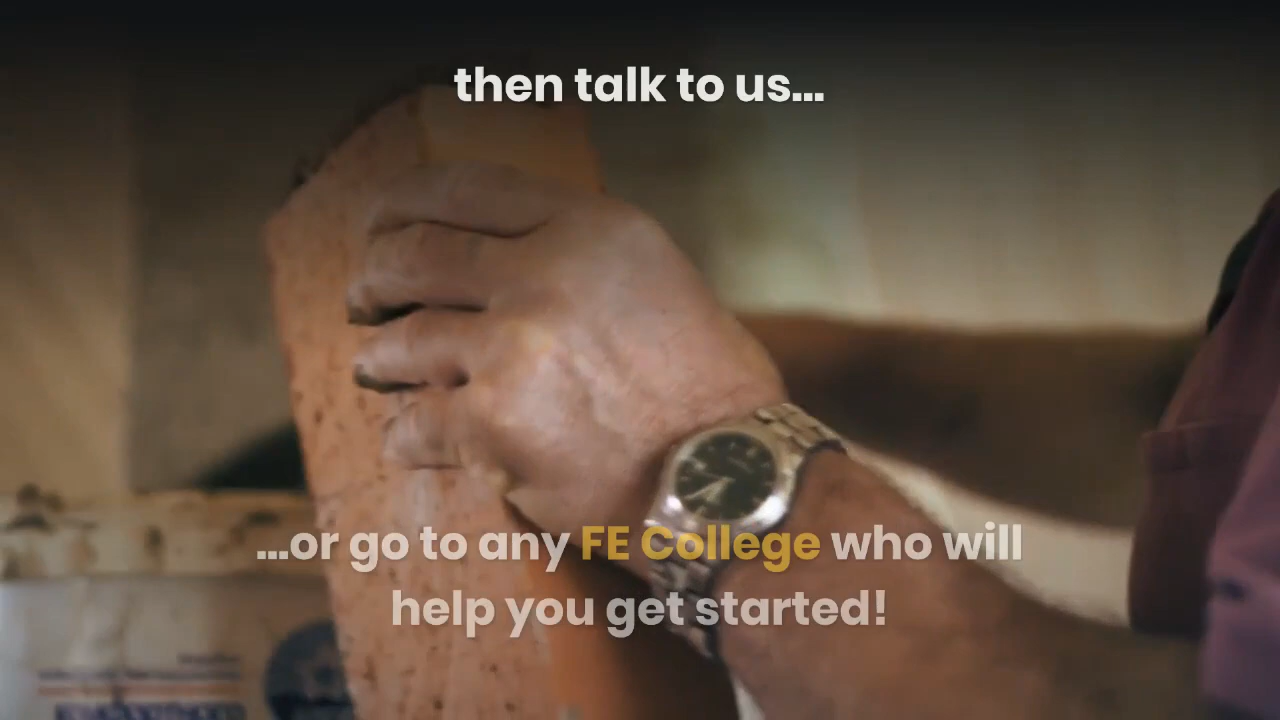 then talk to us...
...or go to any FE College who will
help you get started!